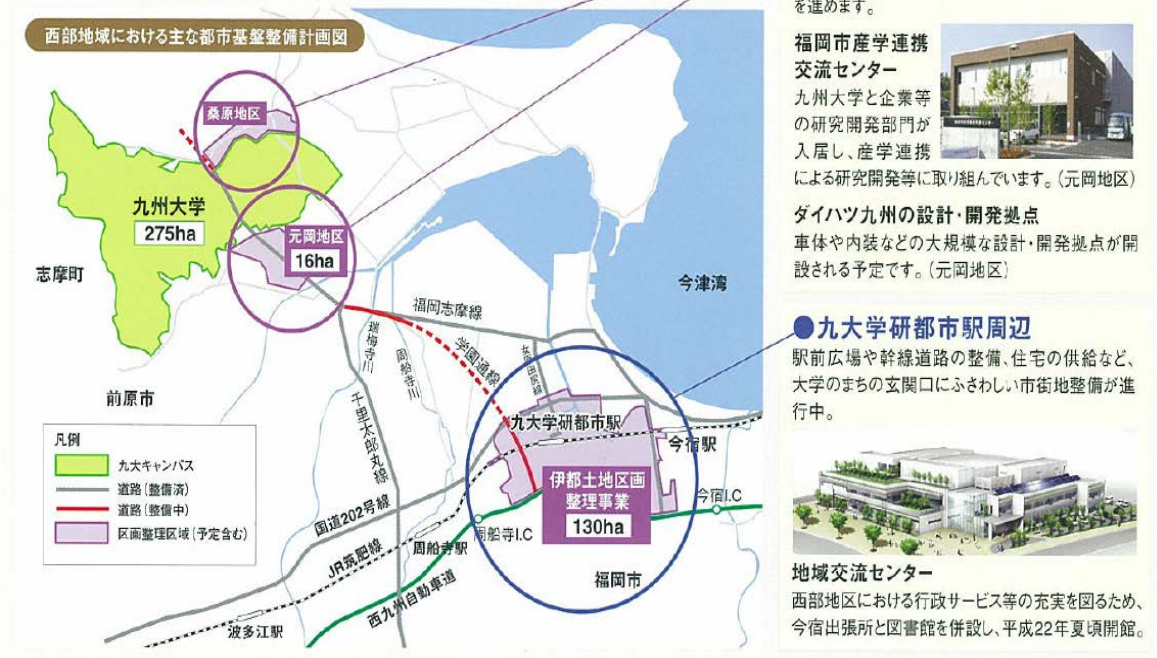 西部地域における主な都市基盤整備計画図
桑原地区
九州大学
275ha
元岡地区
16ha
志摩町
今津湾
福岡志摩線
瑞梅寺川
周船寺川
学園通線
前原市
千里太郎丸線
九大学研都市駅
今宿駅
伊都土地区画
整理事業
130ha
今宿I.C
周船寺I.C
国道202号線
周船寺駅
JR筑肥線
西九州自動車道
福岡市
波多江駅
凡例
九大キャンパス
道路(整備済)
道路(整備中)
区画整理区域(予定含む)
を進めます。
福岡市産学連携
交流センター
九州大学と企業等
の研究開発部門が
入居し、産学連携
による研究開発等に取り組んでいます。(元岡地区)
ダイハツ九州の設計・開発拠点
車体や内装などの大規模な設計・開発拠点が開
設される予定です。(元岡地区)
●九大学研都市駅周辺
駅前広場や幹線道路の整備、住宅の供給など、
大学のまちの玄関口にふさわしい市街地整備が進
行中。
地域交流センター
西部地区における行政サービス等の充実を図るため、
今宿出張所と図書館を併設し、平成22年夏頃開館。